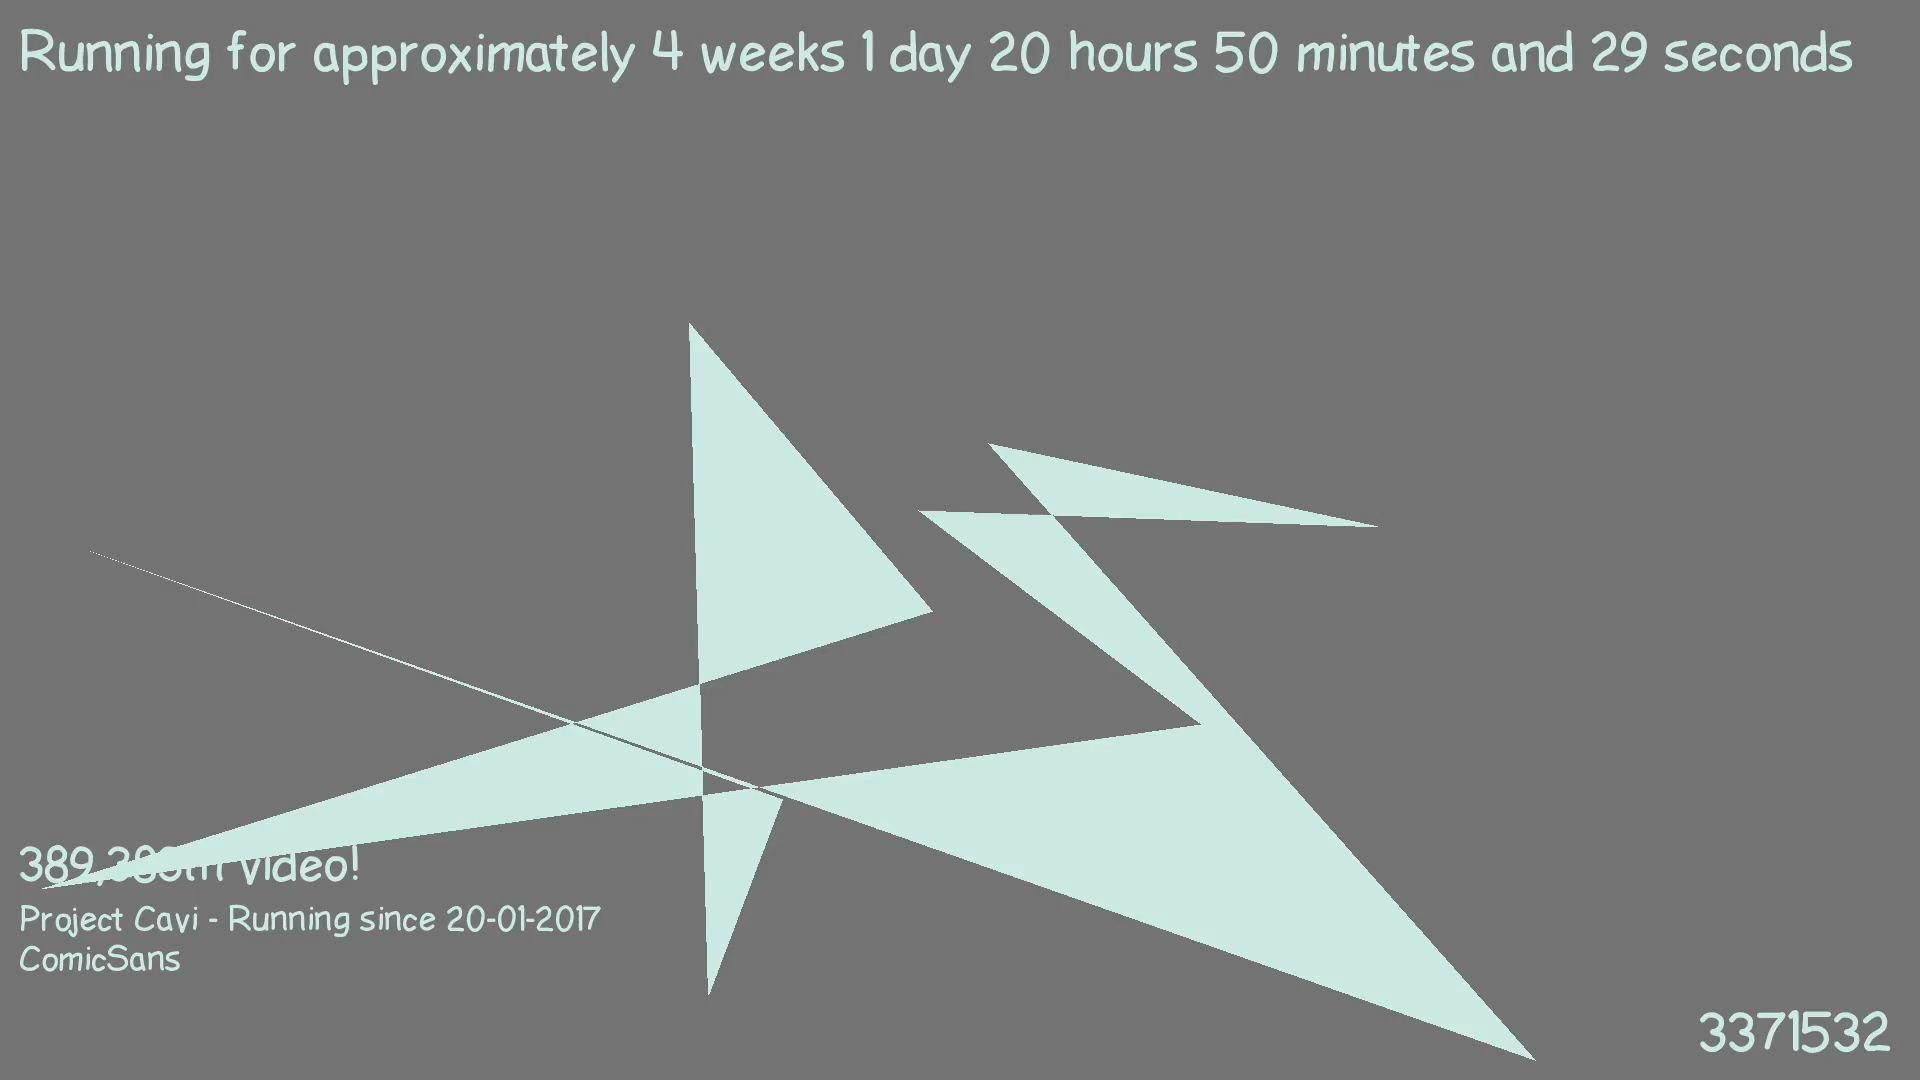 Running for approximately 4 weeks 1 day 20 hours 50 minutes and 29 seconds
video!
Project Cavi - Running since 20-01-2017
ComicSans
3371532